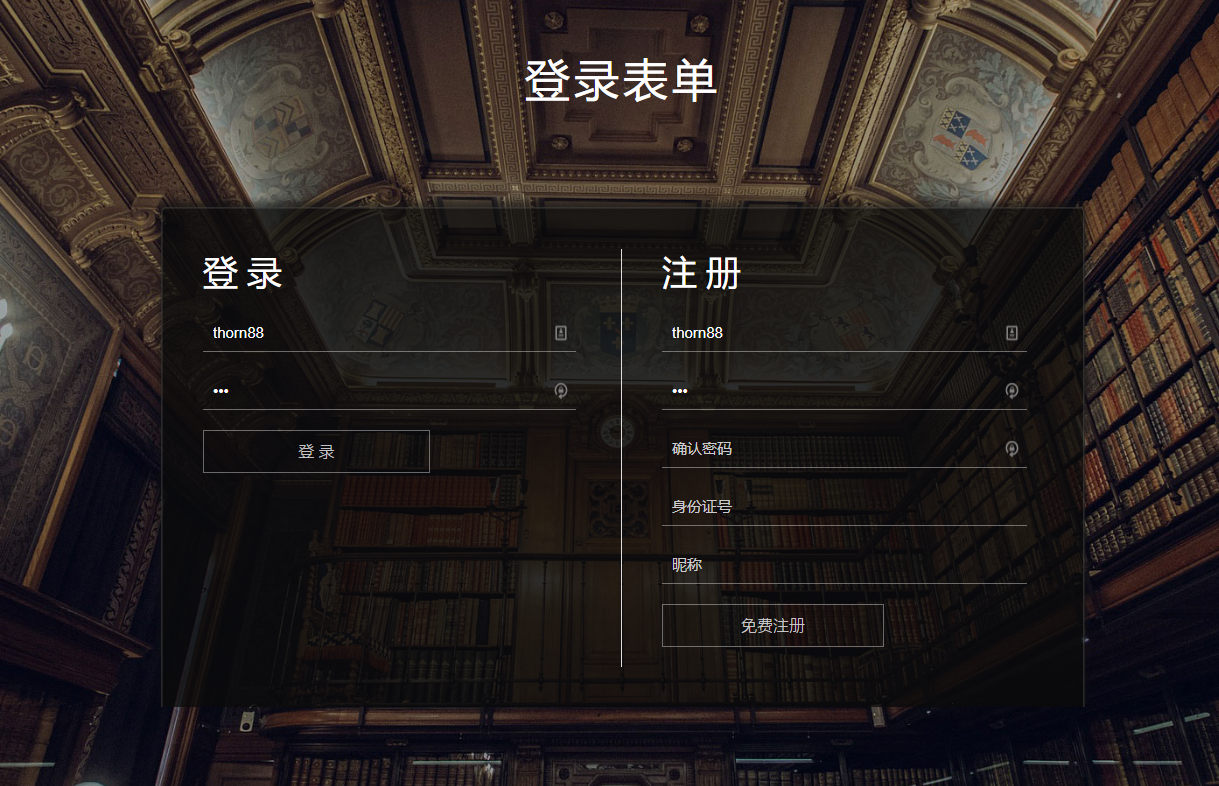 登录表单
登 录
thorn88
•••
登 录
注 册
thorn88
•••
确认密码
身份证号
昵称
免费注册